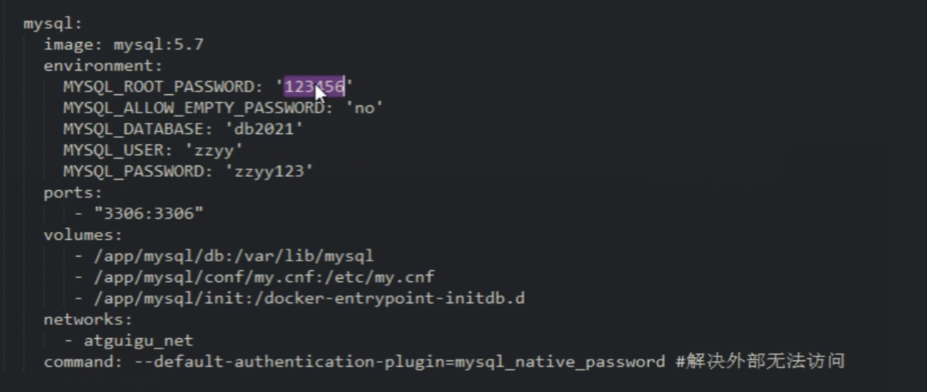 mysql:
image: mysql:5.7
environment:
MYSQL_ROOT_PASSWORD: '123456'
MYSQL_ALLOW_EMPTY_PASSWORD: 'no'
MYSQL_DATABASE: 'db2021'
MYSQL_USER: 'zzyy'
MYSQL_PASSWORD: 'zzyy123'
ports:
- "3306:3306"
volumes:
- /app/mysql/db:/var/lib/mysql
- /app/mysql/conf/my.cnf:/etc/my.cnf
- /app/mysql/init:/docker-entrypoint-initdb.d
networks:
- atguigu_net
command: --default-authentication-plugin=mysql_native_password #解决外部无法访问